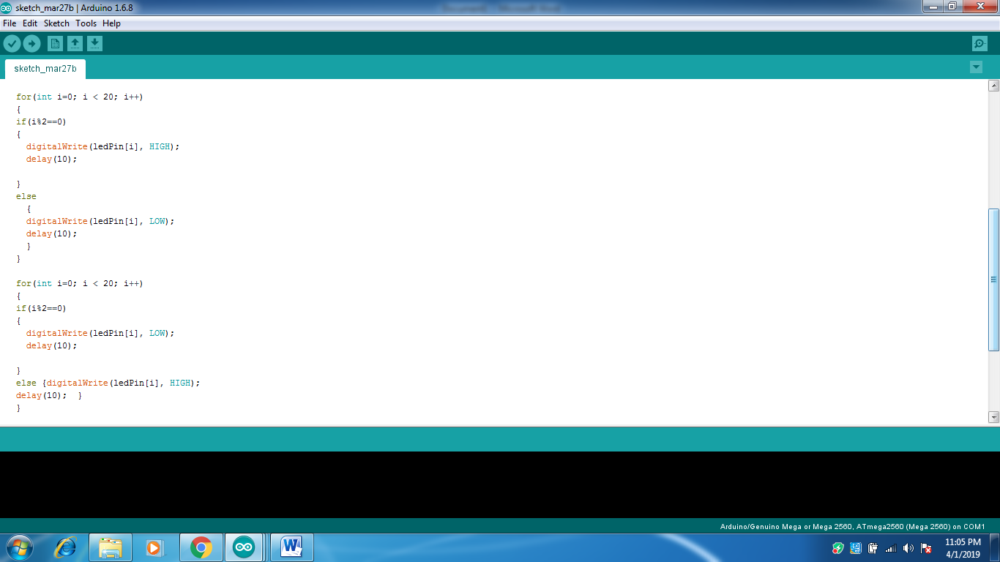 sketch_mar27b | Arduino 1.6.8
File Edit Sketch Tools Help
sketch_mar27b
for(int i=0; i < 20; i++)
{
if(i%2==0)
{
digitalWrite(ledPin[i], HIGH);
delay(10);
}
else
{
digitalWrite(ledPin[i], LOW);
delay(10);
}
}
for(int i=0; i < 20; i++)
{
if(i%2==0)
{
digitalWrite(ledPin[i], LOW);
delay(10);
}
else {digitalWrite(ledPin[i], HIGH);
delay(10);  }
}
Arduino/Genuino Mega or Mega 2560, ATmega2560 (Mega 2560) on COM1
11:05 PM
4/1/2019